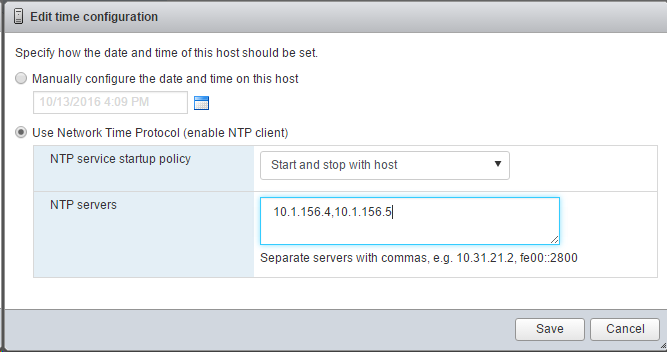 Edit time configuration
Specify how the date and time of this host should be set.
Manually configure the date and time on this host
10/13/2016 4:09 PM
Use Network Time Protocol (enable NTP client)
NTP service startup policy
Start and stop with host
NTP servers
10.1.156.4,10.1.156.5
Separate servers with commas, e.g. 10.31.21.2, fe00::2800
Save
Cancel